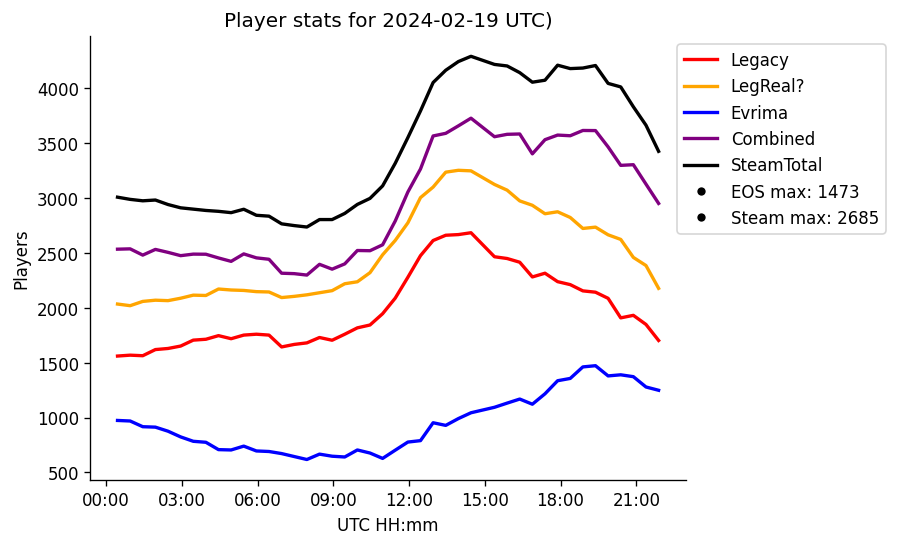 Player stats for 2024-02-19 UTC)
Legacy
LegReal?
Evrima
Combined
SteamTotal
EOS max: 1473
Steam max: 2685
Players
4000
3500
3000
2500
2000
1500
1000
500
00:00 03:00 06:00 09:00 12:00 15:00 18:00 21:00
UTC HH:mm